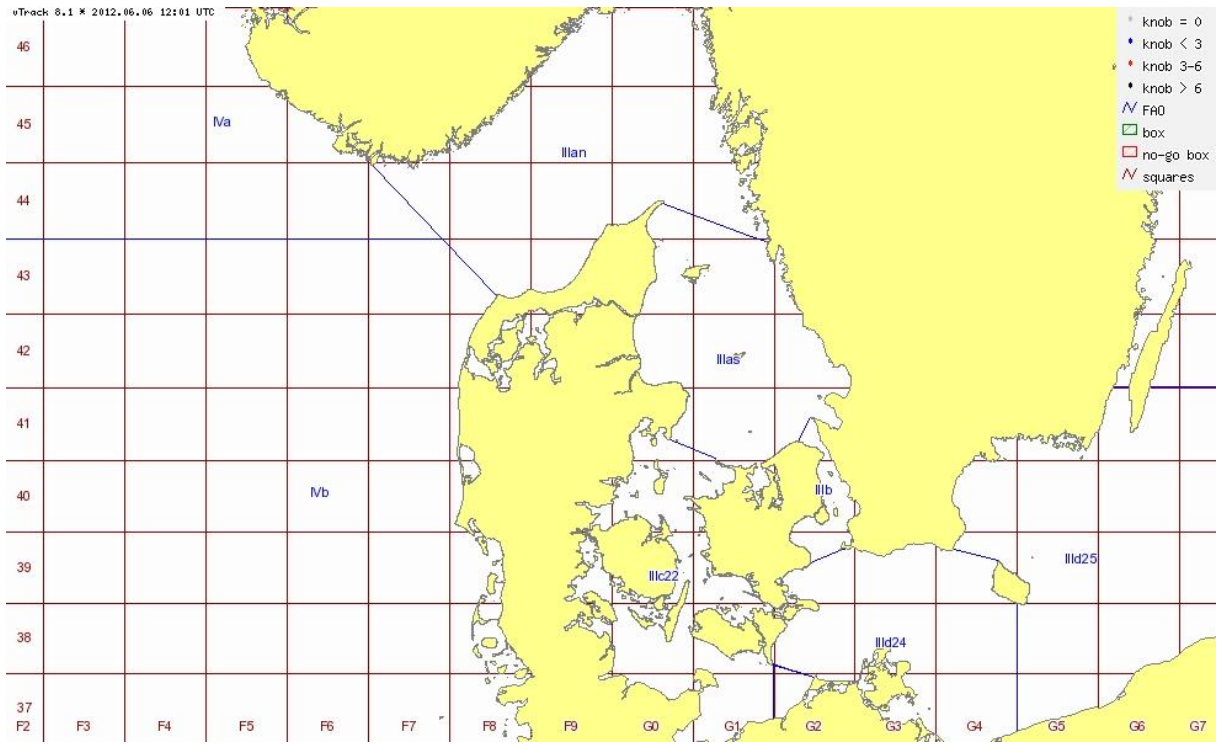 vTrack 8.1 * 2012.06.06 12:01 UTC
knob = 0
knob < 3
knob 3-6
knob > 6
FAO
box
no-go box
squares
46
45
44
43
42
41
40
39
38
37
IVa
IIIan
IIIas
IVb
IIIb
IIId25
IIIc22
IIId24
F2 F3 F4 F5 F6 F7 F8 F9 G0 G1 G2 G3 G4 G5 G6 G7